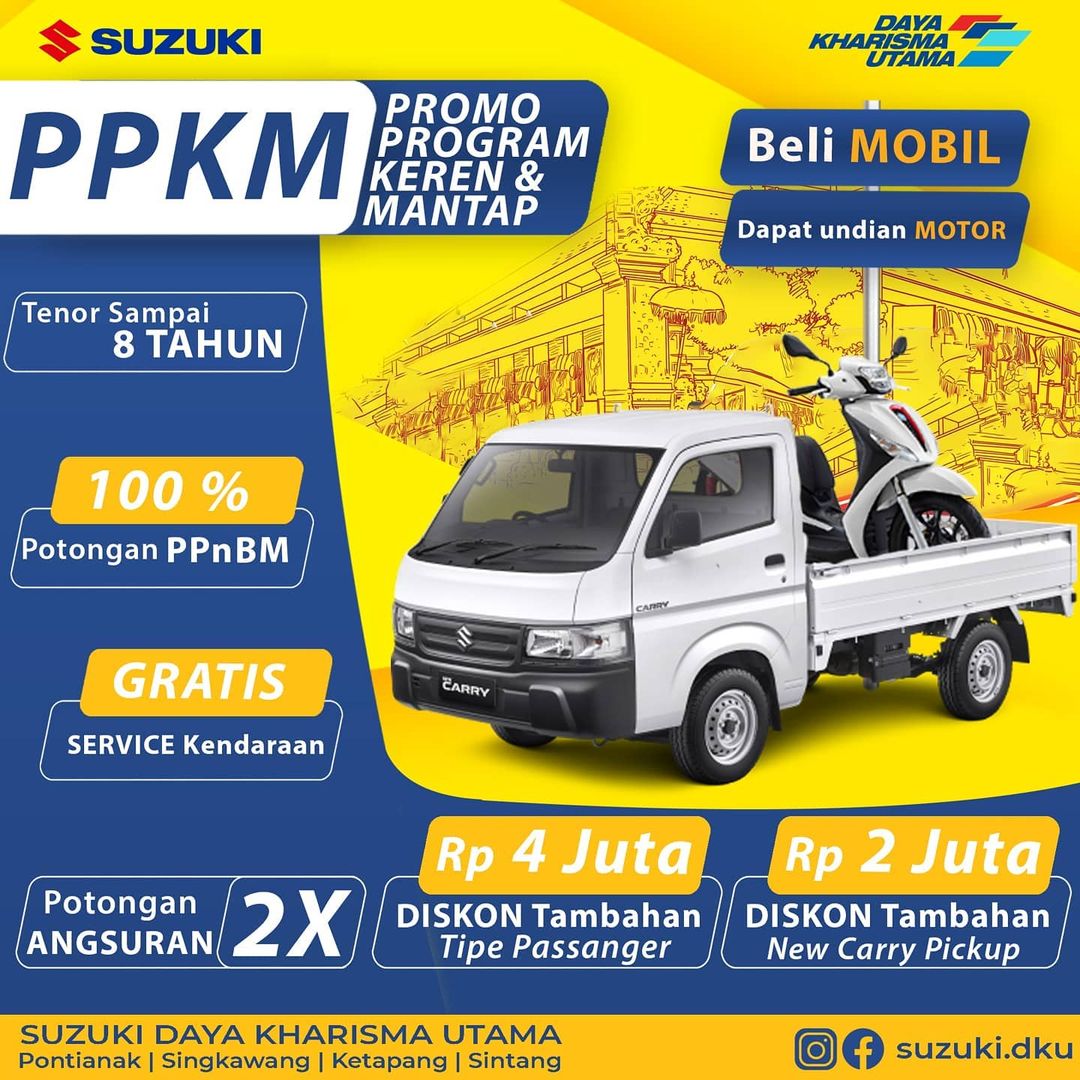 SUZUKI
DAYA
KHARISMA
UTAMA
PPKM
PROMO
PROGRAM
KEREN &
MANTAP
Beli MOBIL
Dapat undian MOTOR
Tenor Sampai
8 TAHUN
100 %
Potongan PPnBM
GRATIS
SERVICE Kendaraan
CARRY
NEW CARRY
Potongan
ANGSURAN
2X
Rp 4 Juta
DISKON Tambahan
Tipe Passanger
Rp 2 Juta
DISKON Tambahan
New Carry Pickup
SUZUKI DAYA KHARISMA UTAMA
Pontianak | Singkawang | Ketapang | Sintang
suzuki.dku